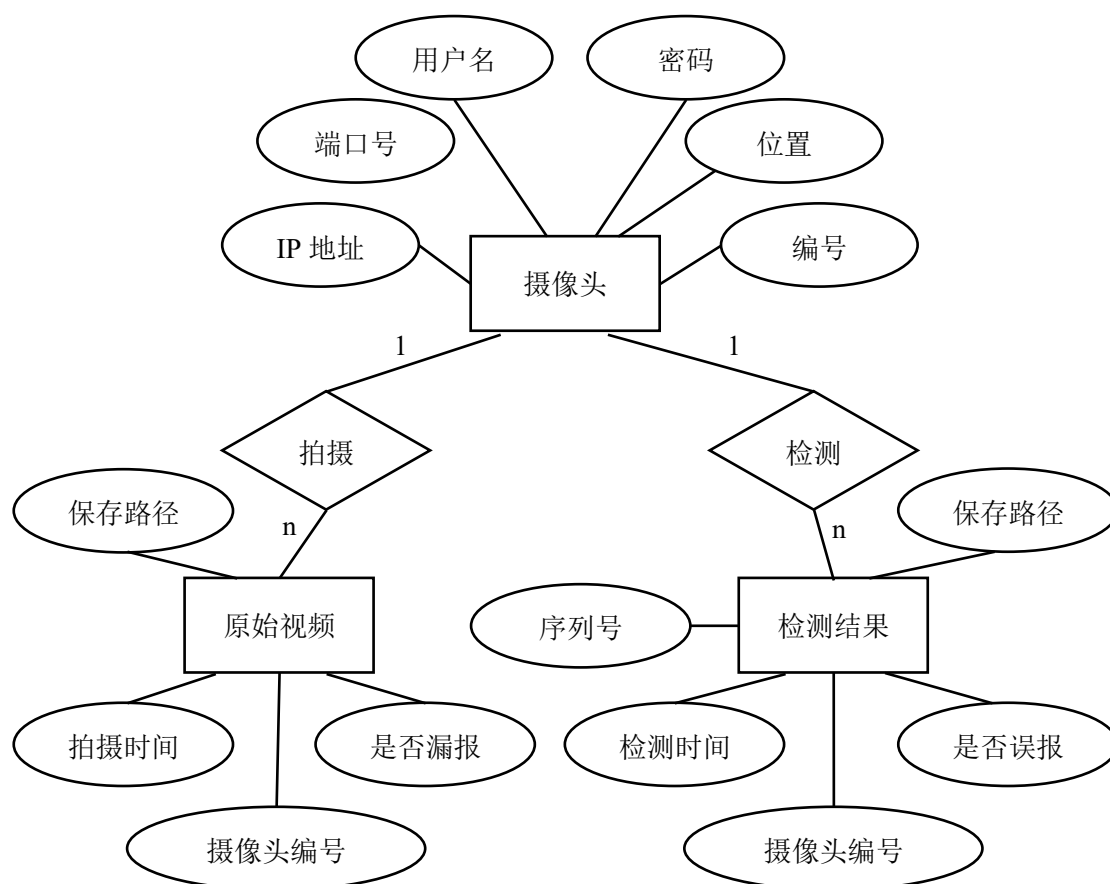 用户名
密码
端口号
位置
IP 地址
编号
摄像头
1
1
拍摄
检测
保存路径
保存路径
n
n
原始视频
序列号
检测结果
拍摄时间
是否漏报
检测时间
是否误报
摄像头编号
摄像头编号